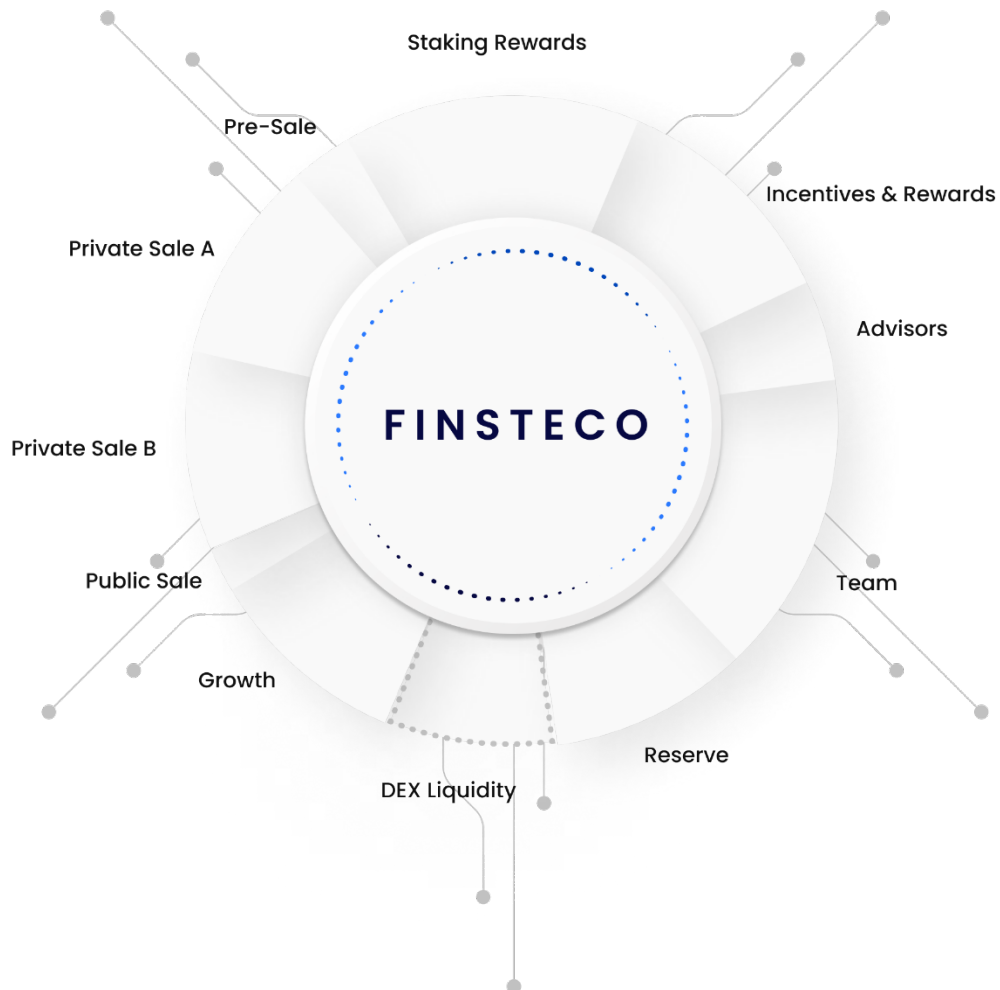 Staking Rewards
Pre-Sale
Incentives & Rewards
Private Sale A
Advisors
FINSTECO
Private Sale B
Public Sale
Team
Growth
Reserve
DEX Liquidity